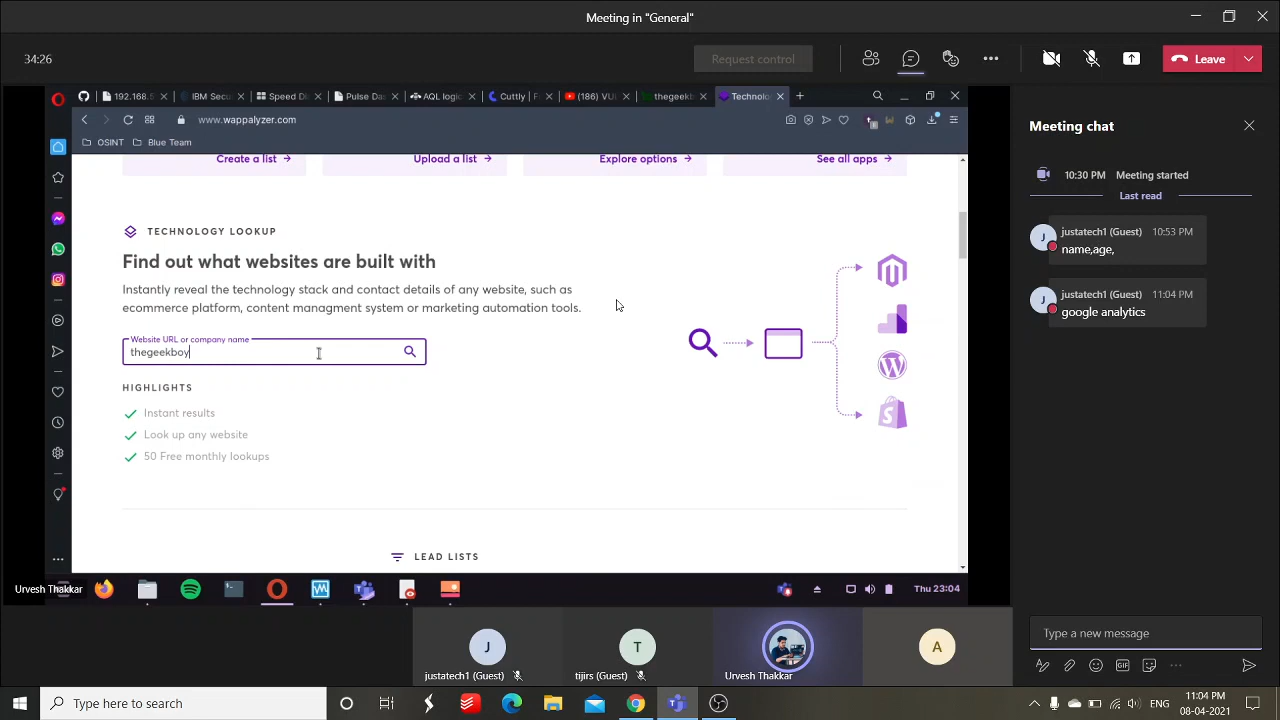 Meeting in "General"
34:26
Request control
Leave
192.168.
IBM Secu
Speed D
Pulse Da
AQL logi
Cuttly | F
(186) VU
thegeekb
Technolo
www.wappalyzer.com
OSINT
Blue Team
Create a list
Upload a list
Explore options
See all apps
TECHNOLOGY LOOKUP
Find out what websites are built with
Instantly reveal the technology stack and contact details of any website, such as
ecommerce platform, content managment system or marketing automation tools.
Website URL or company name
thegeekboy
HIGHLIGHTS
Instant results
Look up any website
50 Free monthly lookups
LEAD LISTS
Urvesh Thakkar
Thu 23:04
Meeting chat
10:30 PM Meeting started
Last read
J
justatech1 (Guest) 10:53 PM
name,age,
J
justatech1 (Guest) 11:04 PM
google analytics
Type a new message
GIF
J
justatech1 (Guest)
T
tijirs (Guest)
Urvesh Thakkar
A
Type here to search
ENG
11:04 PM
08-04-2021